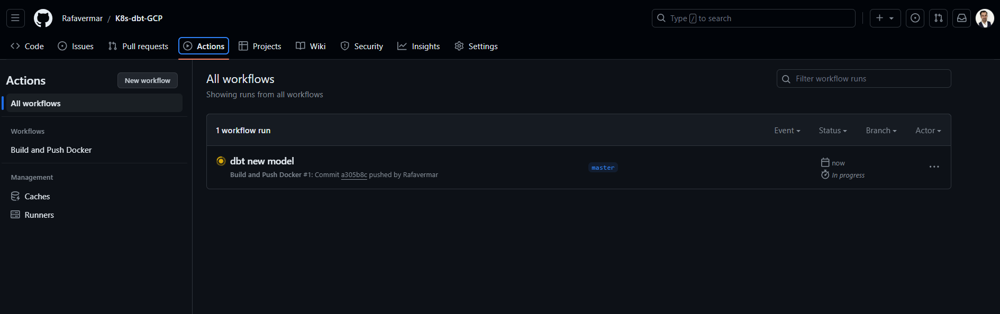 Rafavermar / K8s-dbt-GCP
Type / to search
Code Issues Pull requests Actions Projects Wiki Security Insights Settings
Actions
New workflow
All workflows
Workflows
Build and Push Docker
Management
Caches
Runners
All workflows
Showing runs from all workflows
Filter workflow runs
1 workflow run
Event Status Branch Actor
dbt new model
Build and Push Docker #1: Commit a305b8c pushed by Rafavermar
master
now
In progress